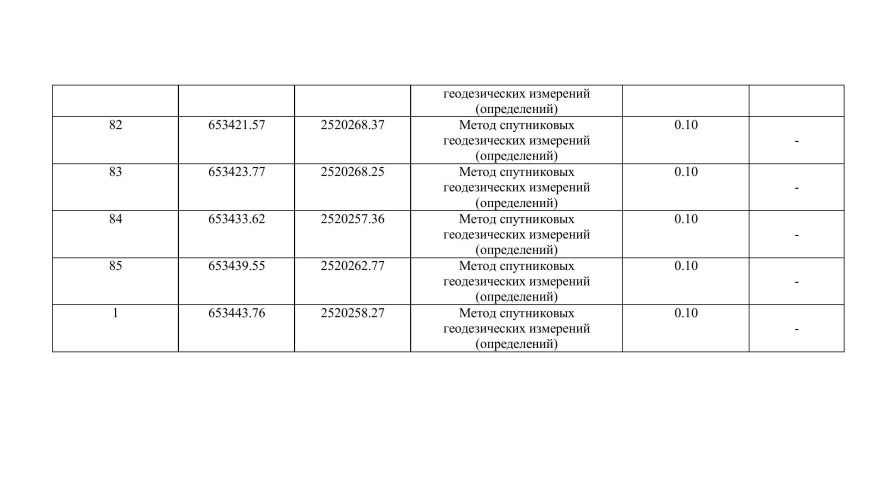 геодезических измерений
(определений)
82 653421.57 2520268.37 Метод спутниковых 0.10
геодезических измерений -
(определений)
83 653423.77 2520268.25 Метод спутниковых 0.10
геодезических измерений -
(определений)
84 653433.62 2520257.36 Метод спутниковых 0.10
геодезических измерений -
(определений)
85 653439.55 2520262.77 Метод спутниковых 0.10
геодезических измерений -
(определений)
1 653443.76 2520258.27 Метод спутниковых 0.10
геодезических измерений -
(определений)